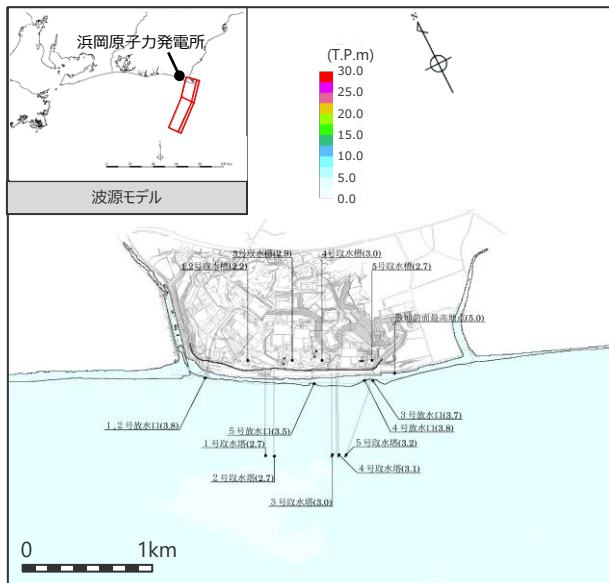 浜岡原子力発電所
波源モデル
(T.P.m)
30.0
25.0
20.0
15.0
10.0
5.0
0.0
N
3号取水槽(2.9)
4号取水槽(3.0)
1,2号取水槽(2.2)
5号取水槽(2.7)
敷地前面最高地点(5.0)
1,2号放水口(3.8)
5号放水口(3.5)
3号放水口(3.7)
4号放水口(3.8)
1号取水塔(2.7)
5号取水塔(3.2)
2号取水塔(2.7)
4号取水塔(3.1)
3号取水塔(3.0)
0 1km